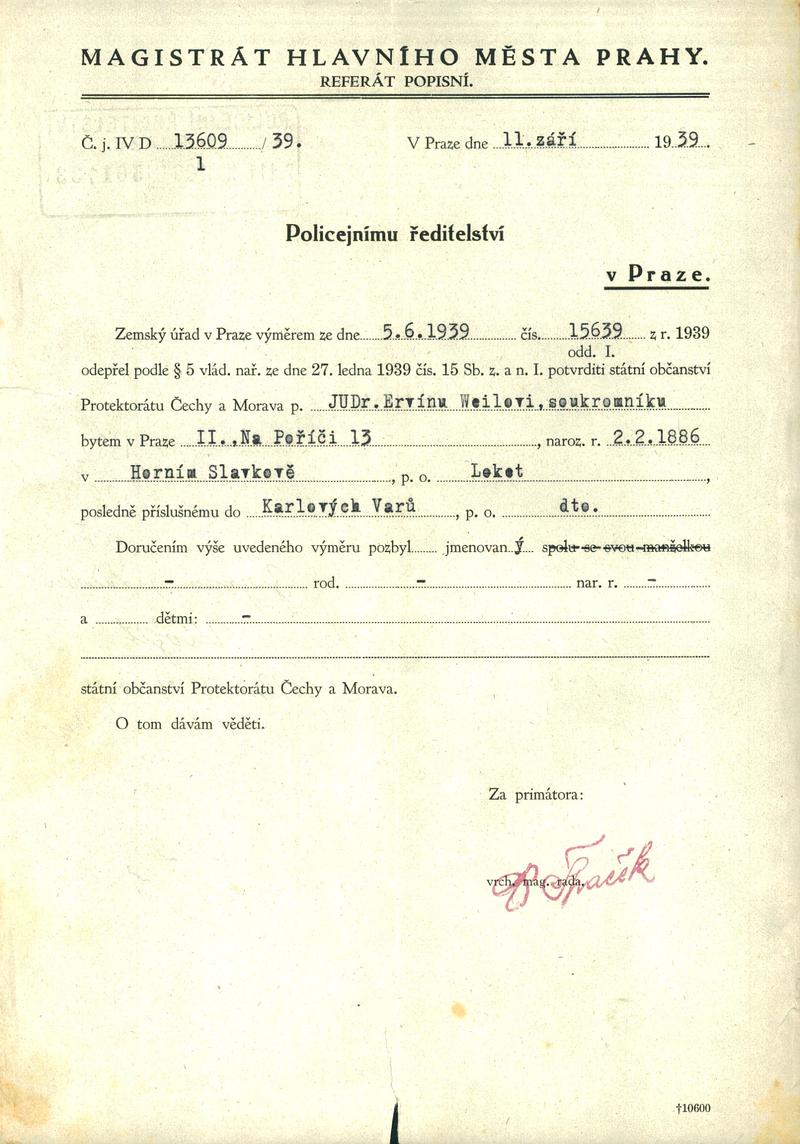 MAGISTRÁT HLAVNÍHO MĚSTA PRAHY.
REFERÁT POPISNÍ.
Č. j. IV D 13609 / 39. V Praze dne 11.září 1939.
1
Policejnímu ředitelství
v Praze.
Zemský úřad v Praze výměrem ze dne 5.6.1939 čís. 15639 z r. 1939
odd. I.
odepřel podle § 5 vlád. nař. ze dne 27. ledna 1939 čís. 15 Sb. z. a n. I. potvrditi státní občanství
Protektorátu Čechy a Morava p. JUDr.Ervínu Weilovi,soukromníku
bytem v Praze II.,Na Poříčí 13, naroz. r. 2.2.1886
v Horním Slavkově, p. o. Loket,
posledně příslušnému do Karlových Varů, p. o. dto.
Doručením výše uvedeného výměru pozbyl jmenovaný spolu se svou manželkou
– rod. – nar. r. –
a dětmi: –
státní občanství Protektorátu Čechy a Morava.
O tom dávám věděti.
Za primátora:
vrch. mag. rada.
†10600